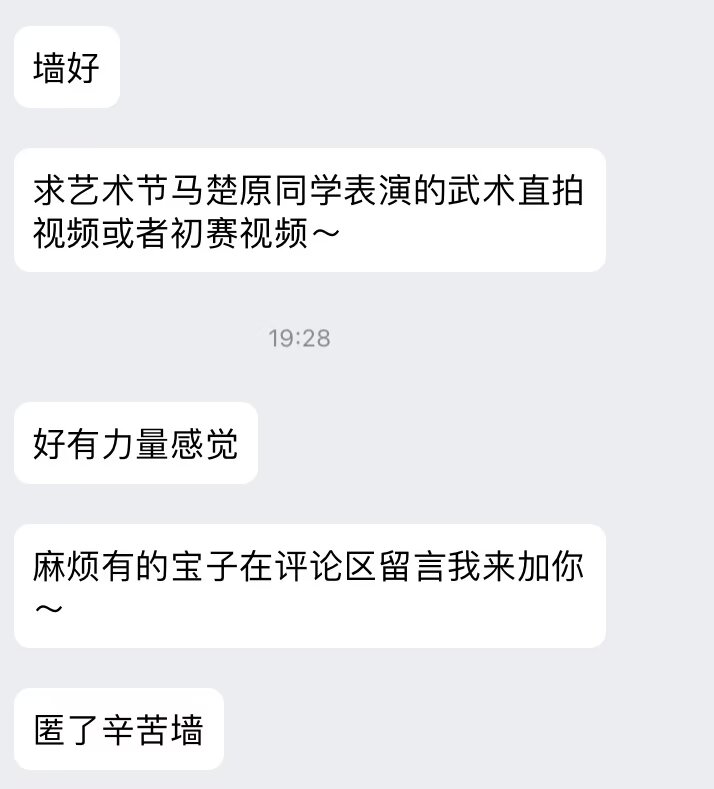 墙好
求艺术节马楚原同学表演的武术直拍
视频或者初赛视频～
19:28
好有力量感觉
麻烦有的宝子在评论区留言我来加你
～
匿了辛苦墙